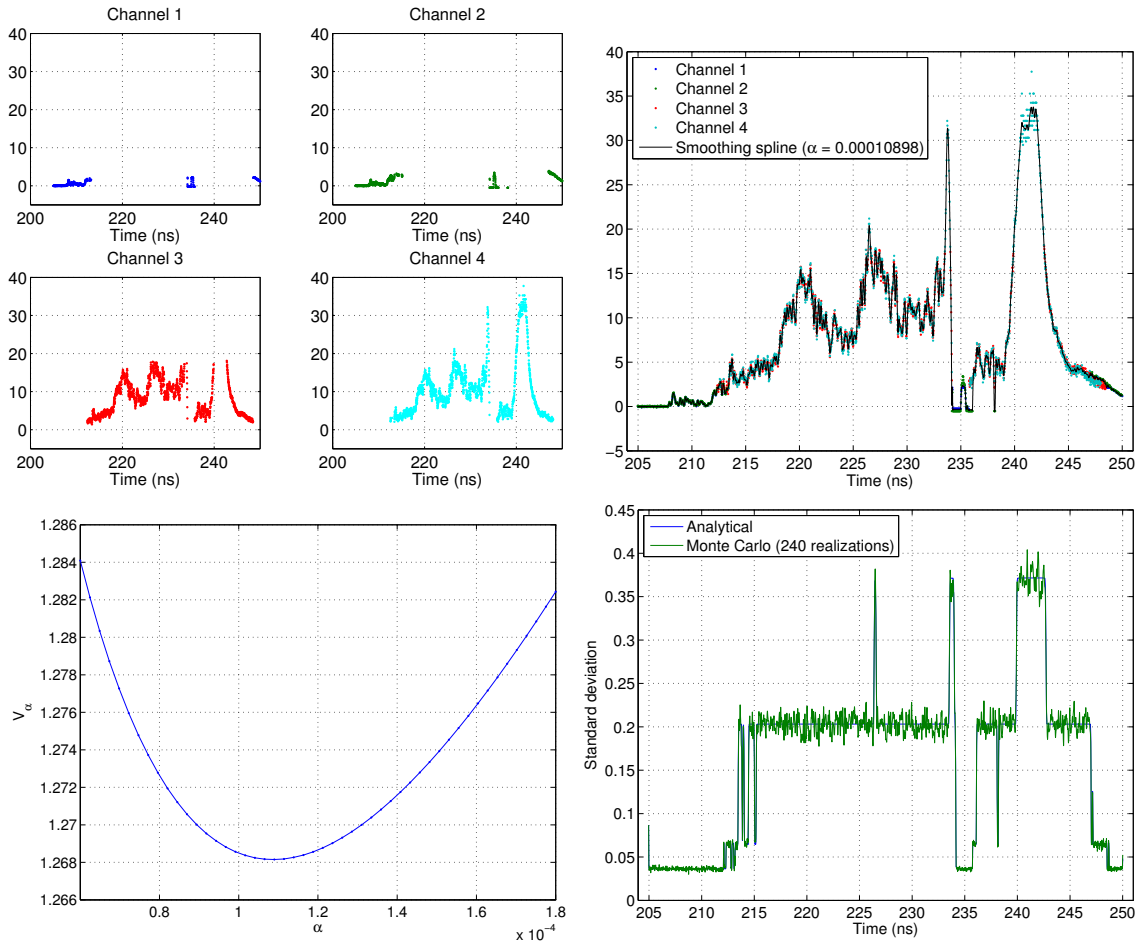 Channel 1
40
30
20
10
0
200 220 240
Time (ns)
Channel 2
40
30
20
10
0
200 220 240
Time (ns)
Channel 3
40
30
20
10
0
200 220 240
Time (ns)
Channel 4
40
30
20
10
0
200 220 240
Time (ns)
40
35
30
25
20
15
10
5
0
−5
205 210 215 220 225 230 235 240 245 250
Time (ns)
Channel 1
Channel 2
Channel 3
Channel 4
Smoothing spline (α = 0.00010898)
1.286
1.284
1.282
1.28
1.278
1.276
1.274
1.272
1.27
1.268
1.266
Vα
0.8 1 1.2 1.4 1.6 1.8
α
x 10⁻⁴
0.45
0.4
0.35
0.3
0.25
0.2
0.15
0.1
0.05
0
Standard deviation
205 210 215 220 225 230 235 240 245 250
Time (ns)
Analytical
Monte Carlo (240 realizations)